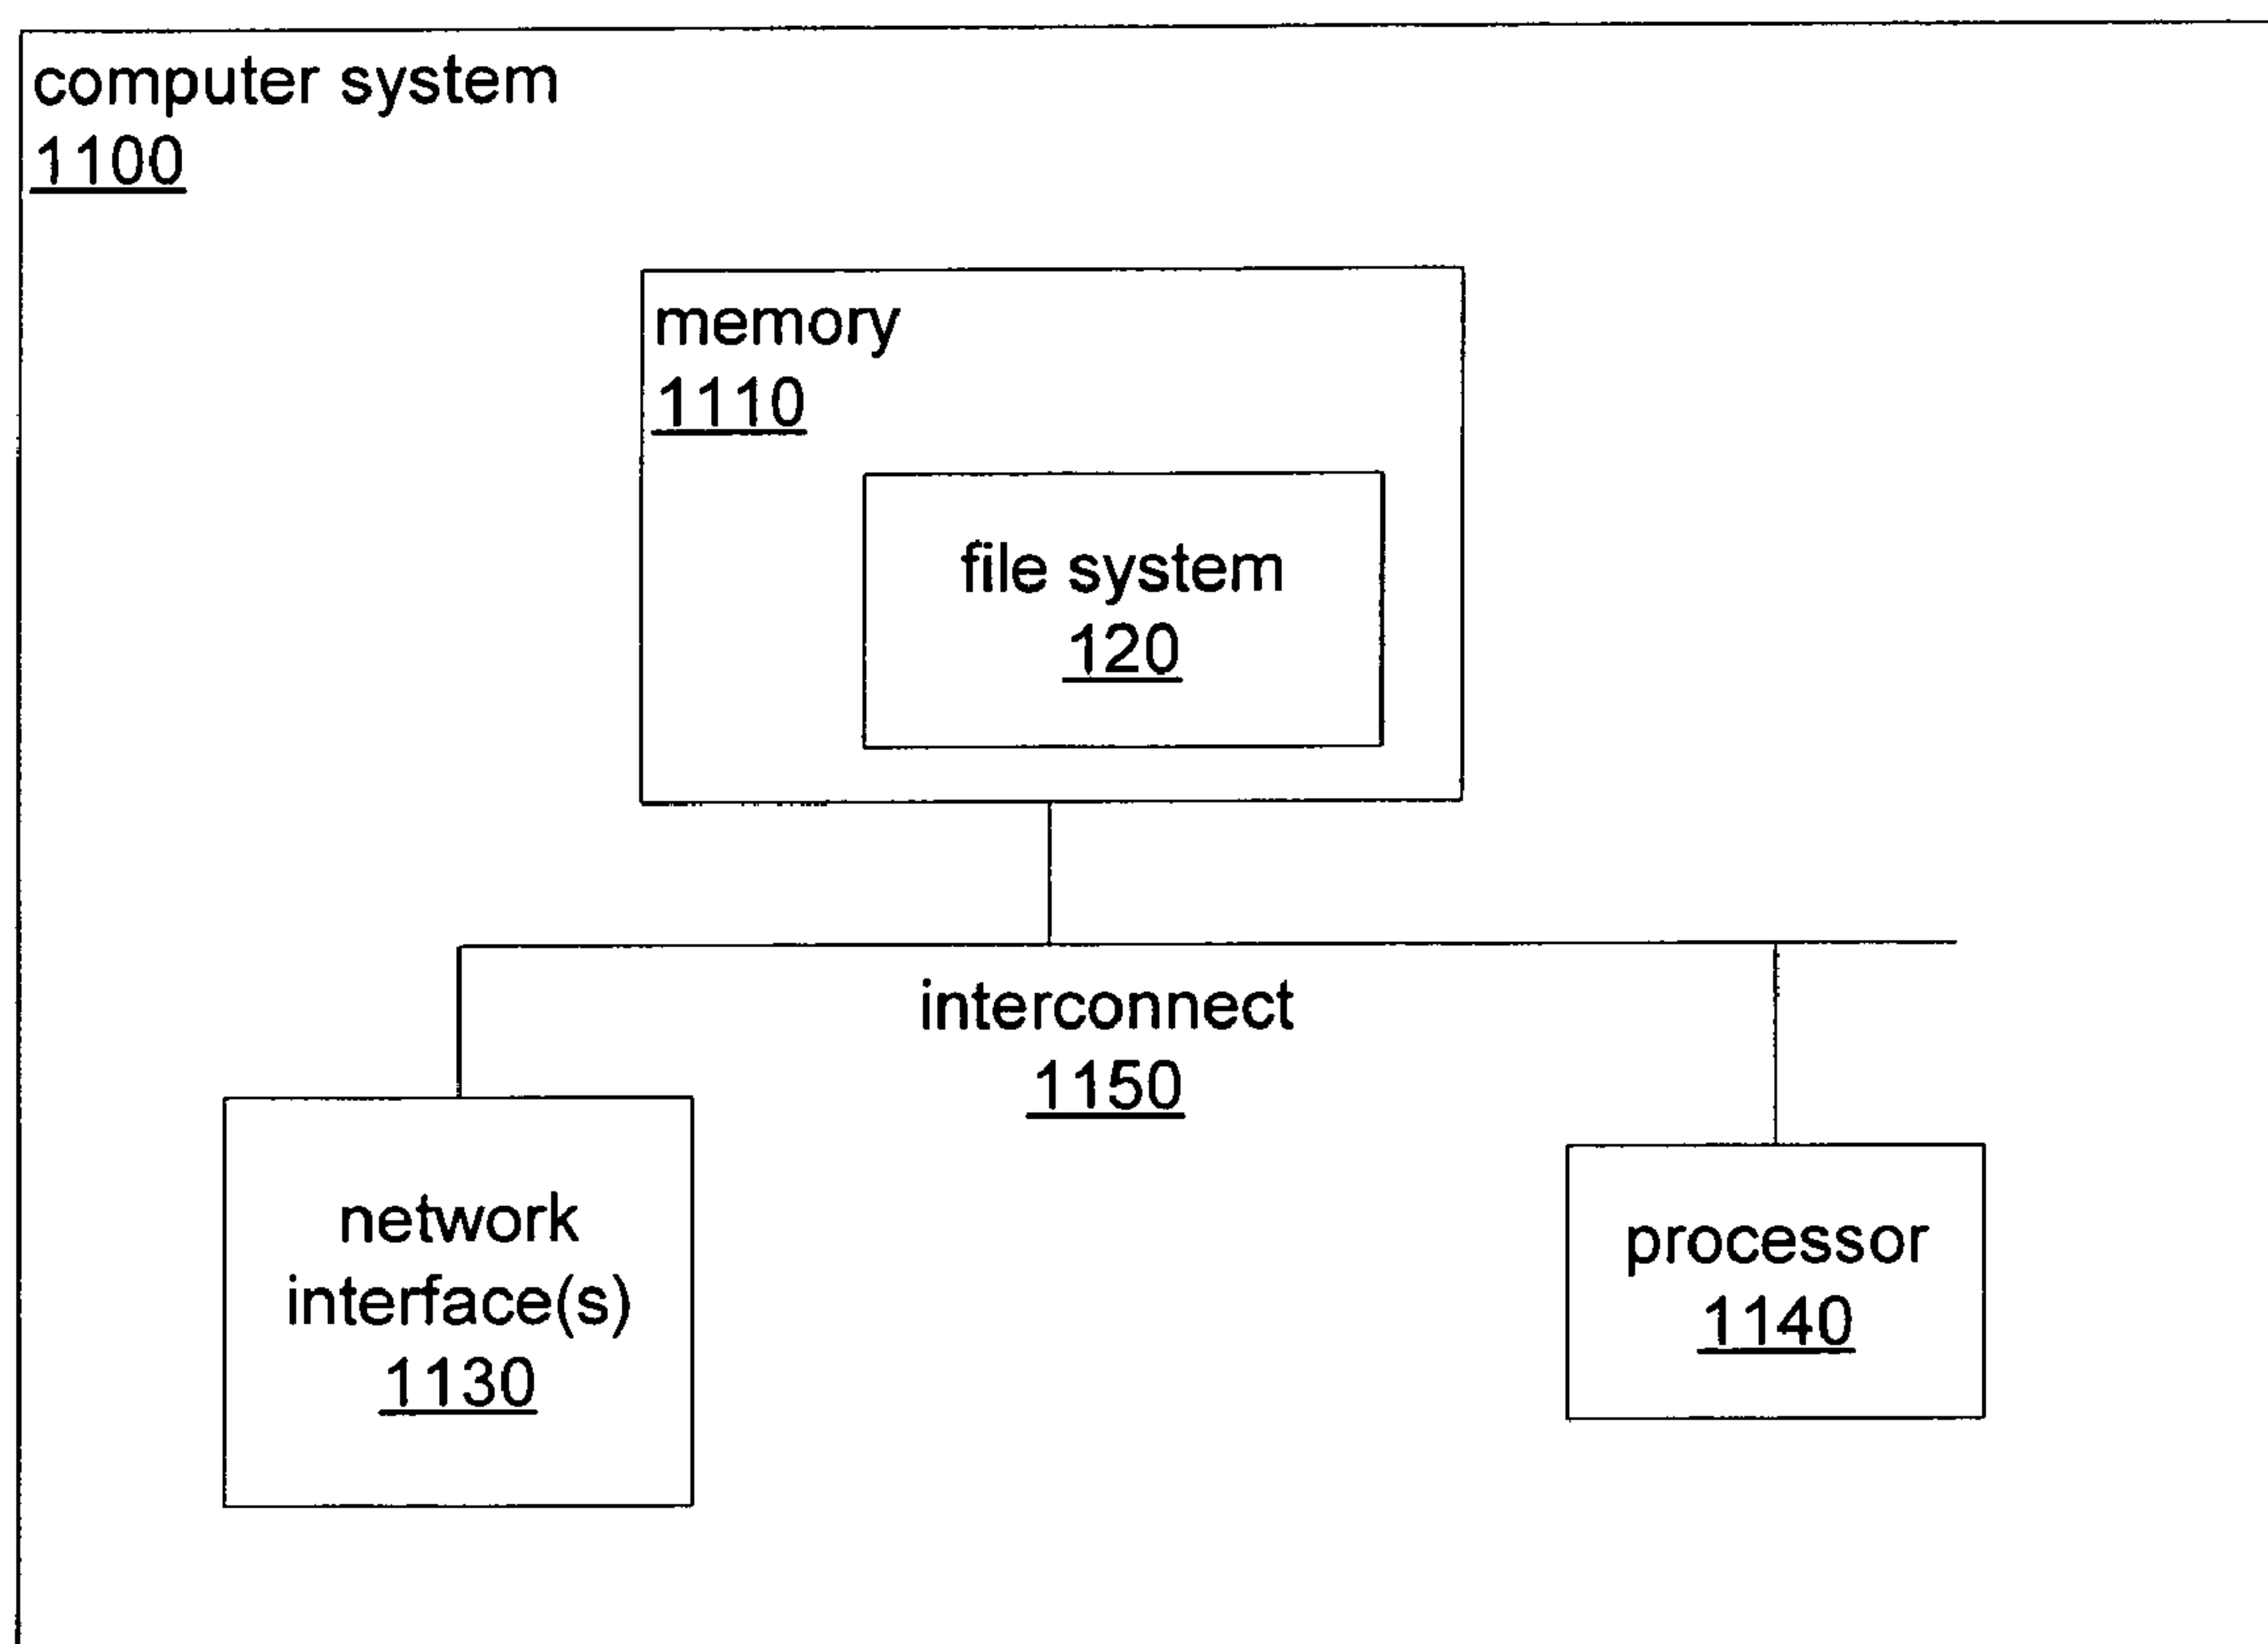 computer system
1100
memory
1110
file system
120
interconnect
1150
network
interface(s)
1130
processor
1140